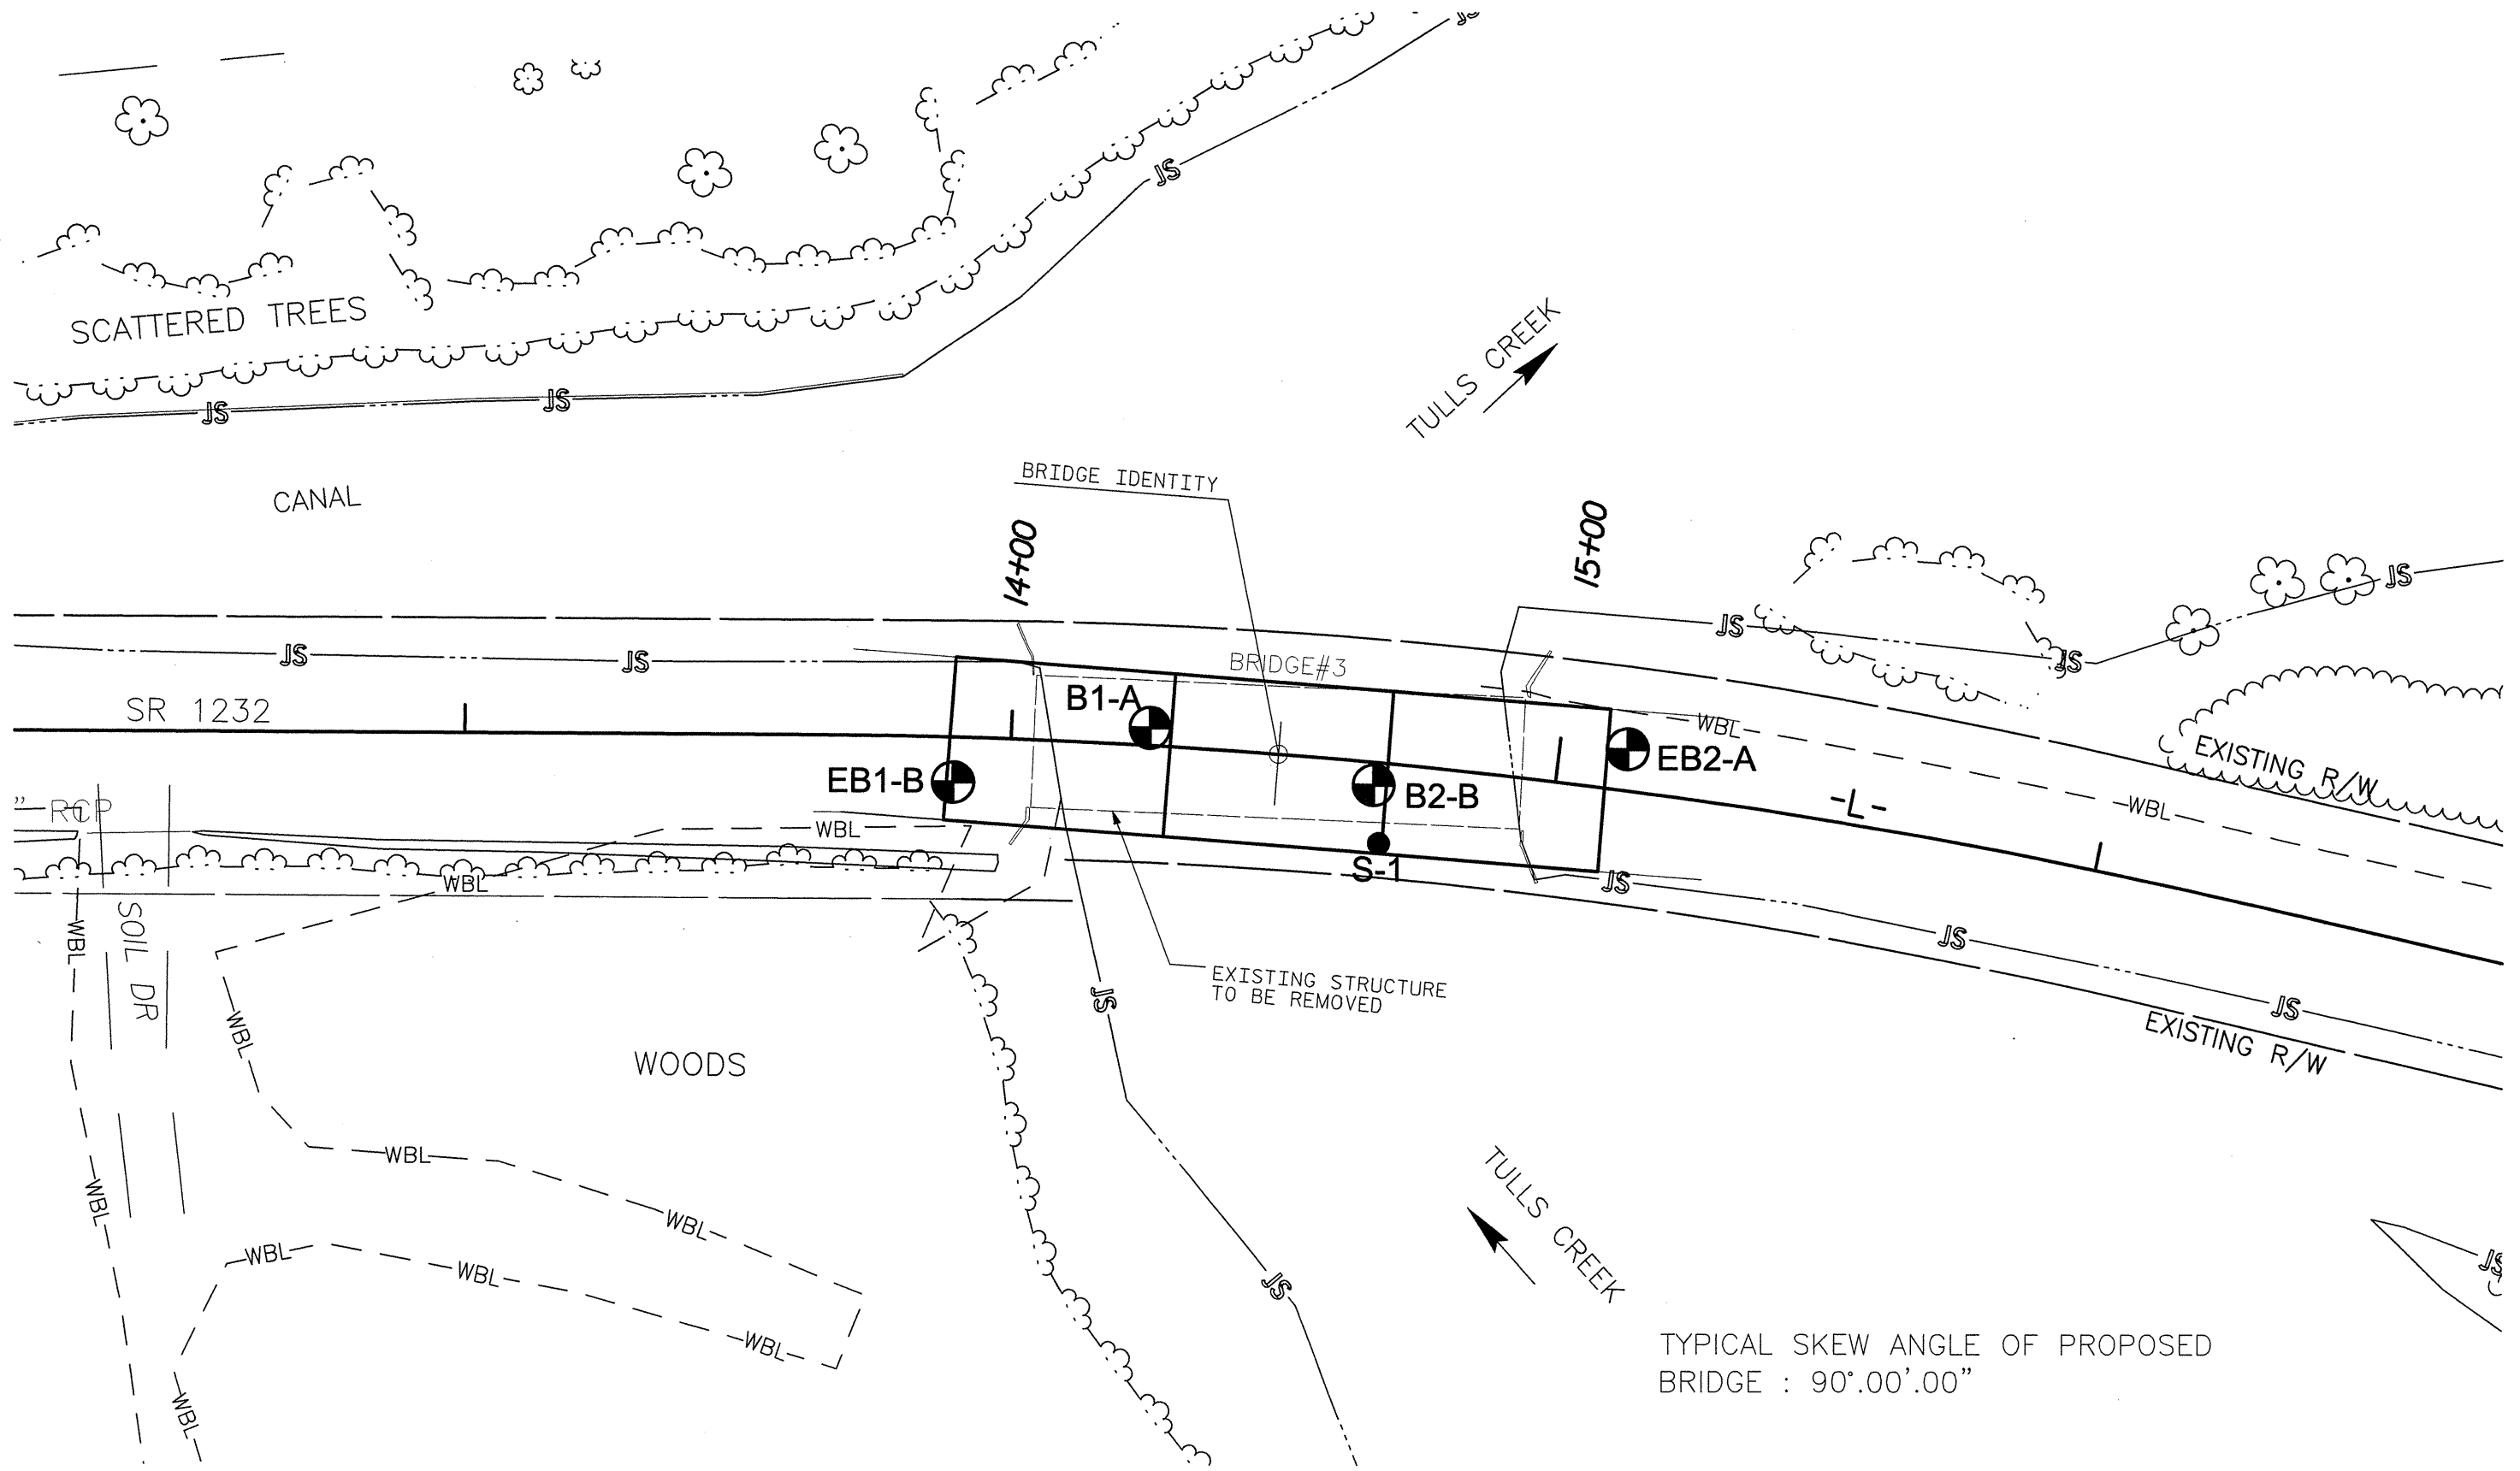 JS
SCATTERED TREES
JS
JS
JS
TULLS CREEK
BRIDGE IDENTITY
CANAL
14+00
15+00
JS
JS
JS
JS
JS
BRIDGE#3
B1-A
SR 1232
WBL
EB2-A
EXISTING R/W
EB1-B
B2-B
-L-
WBL
" RCP
WBL
S-1
WBL
JS
SOIL DR
WBL
JS
EXISTING STRUCTURE
TO BE REMOVED
JS
JS
WBL
EXISTING R/W
WOODS
WBL
WBL
WBL
TULLS CREEK
WBL
WBL
JS
JS
WBL
TYPICAL SKEW ANGLE OF PROPOSED
BRIDGE : 90°.00'.00"
WBL